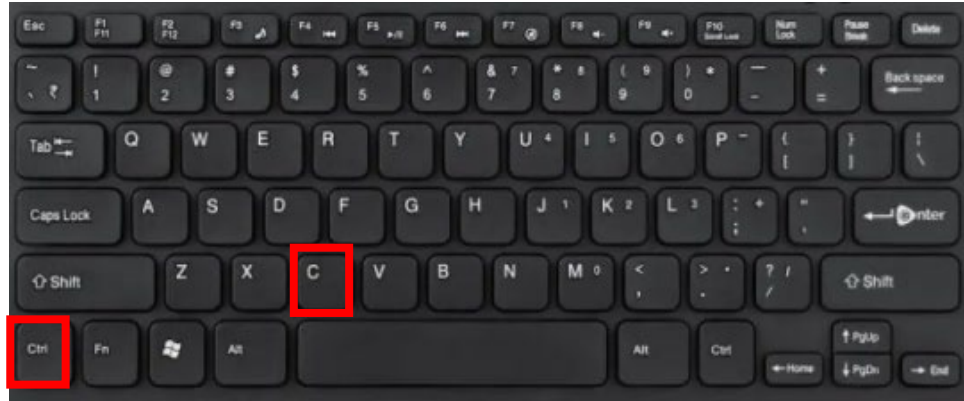 Esc F1 F11 F2 F12 F3 F4 F5 F6 F7 F8 F9 F10 Scroll Lock Num Lock Pause Break Delete
~ ` ₹ ! 1 @ 2 # 3 $ 4 % 5 ^ 6 & 7 7 * 8 8 ( 9 9 ) * 0 — - + = Back space
Tab Q W E R T Y U 4 I 5 O 6 P - { [ } ] | \
Caps Lock A S D F G H J 1 K 2 L 3 : + ; " ' Enter
Shift Z X C V B N M 0 < , > . . ? / / Shift
Ctrl Fn Alt Alt Ctrl Home PgUp PgDn End